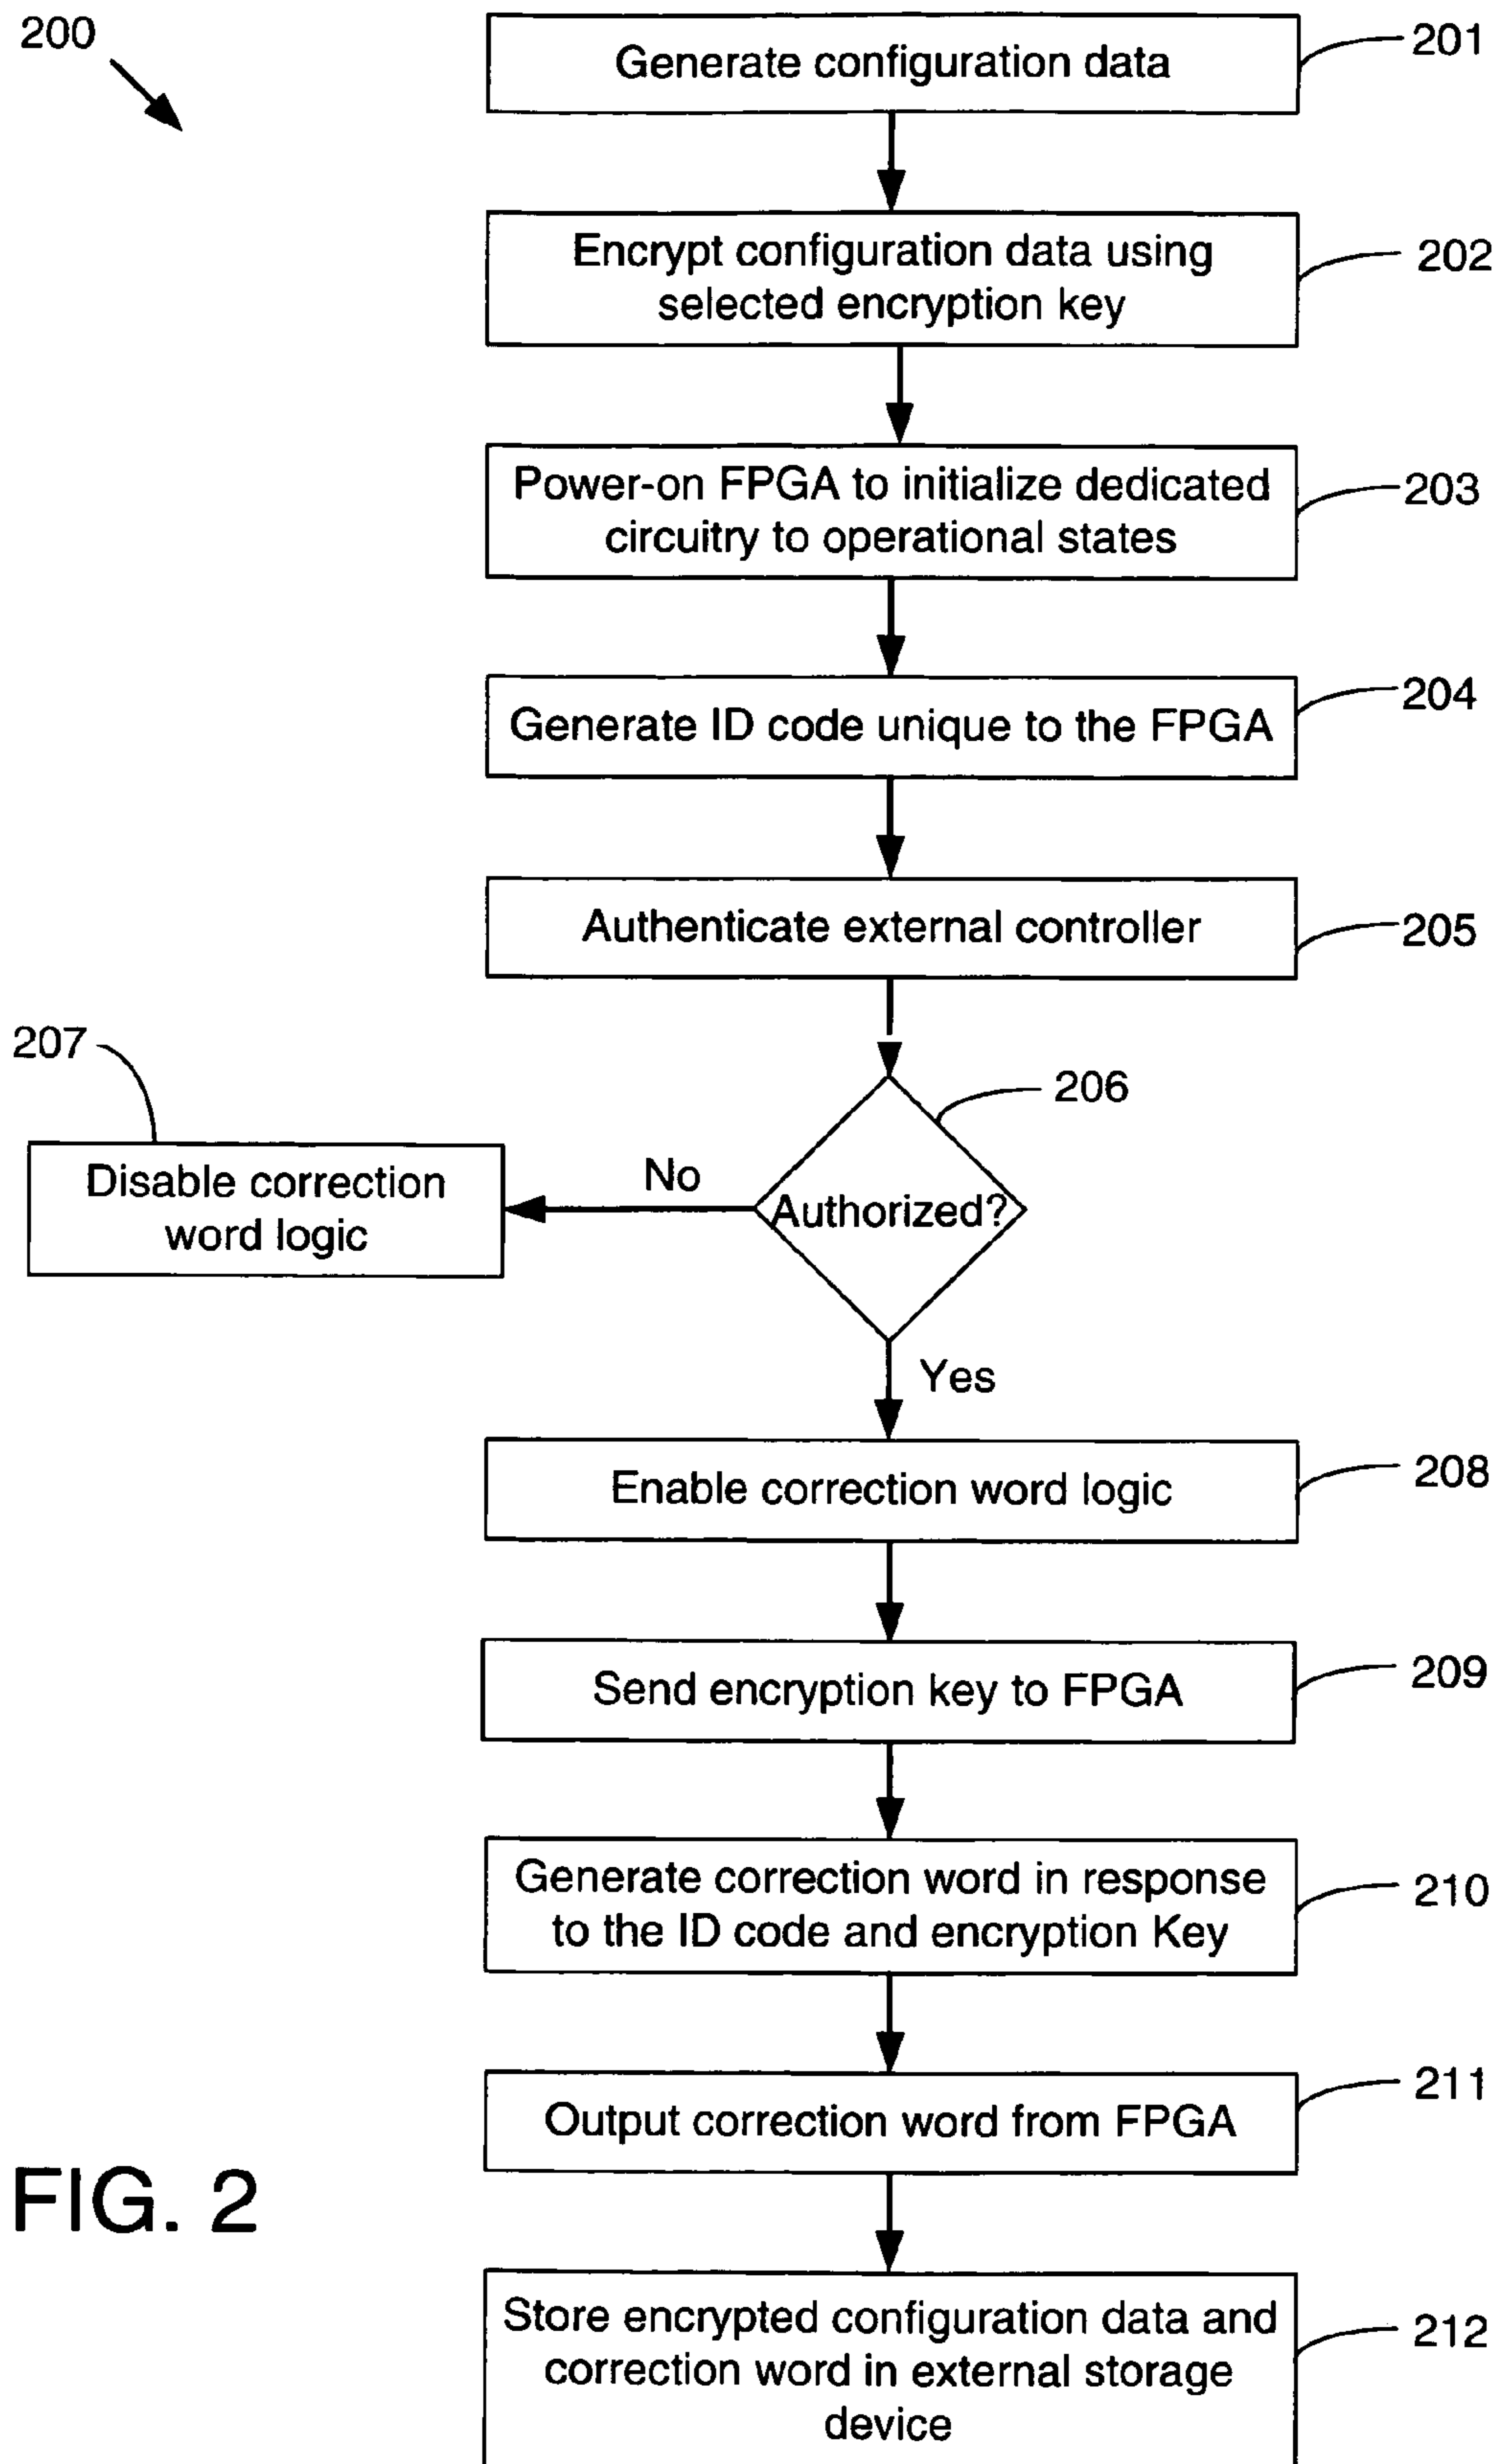 200
Generate configuration data
201
Encrypt configuration data using
selected encryption key
202
Power-on FPGA to initialize dedicated
circuitry to operational states
203
Generate ID code unique to the FPGA
204
Authenticate external controller
205
207
206
Disable correction
word logic
No
Authorized?
Yes
Enable correction word logic
208
Send encryption key to FPGA
209
Generate correction word in response
to the ID code and encryption Key
210
Output correction word from FPGA
211
FIG. 2
Store encrypted configuration data and
correction word in external storage
device
212